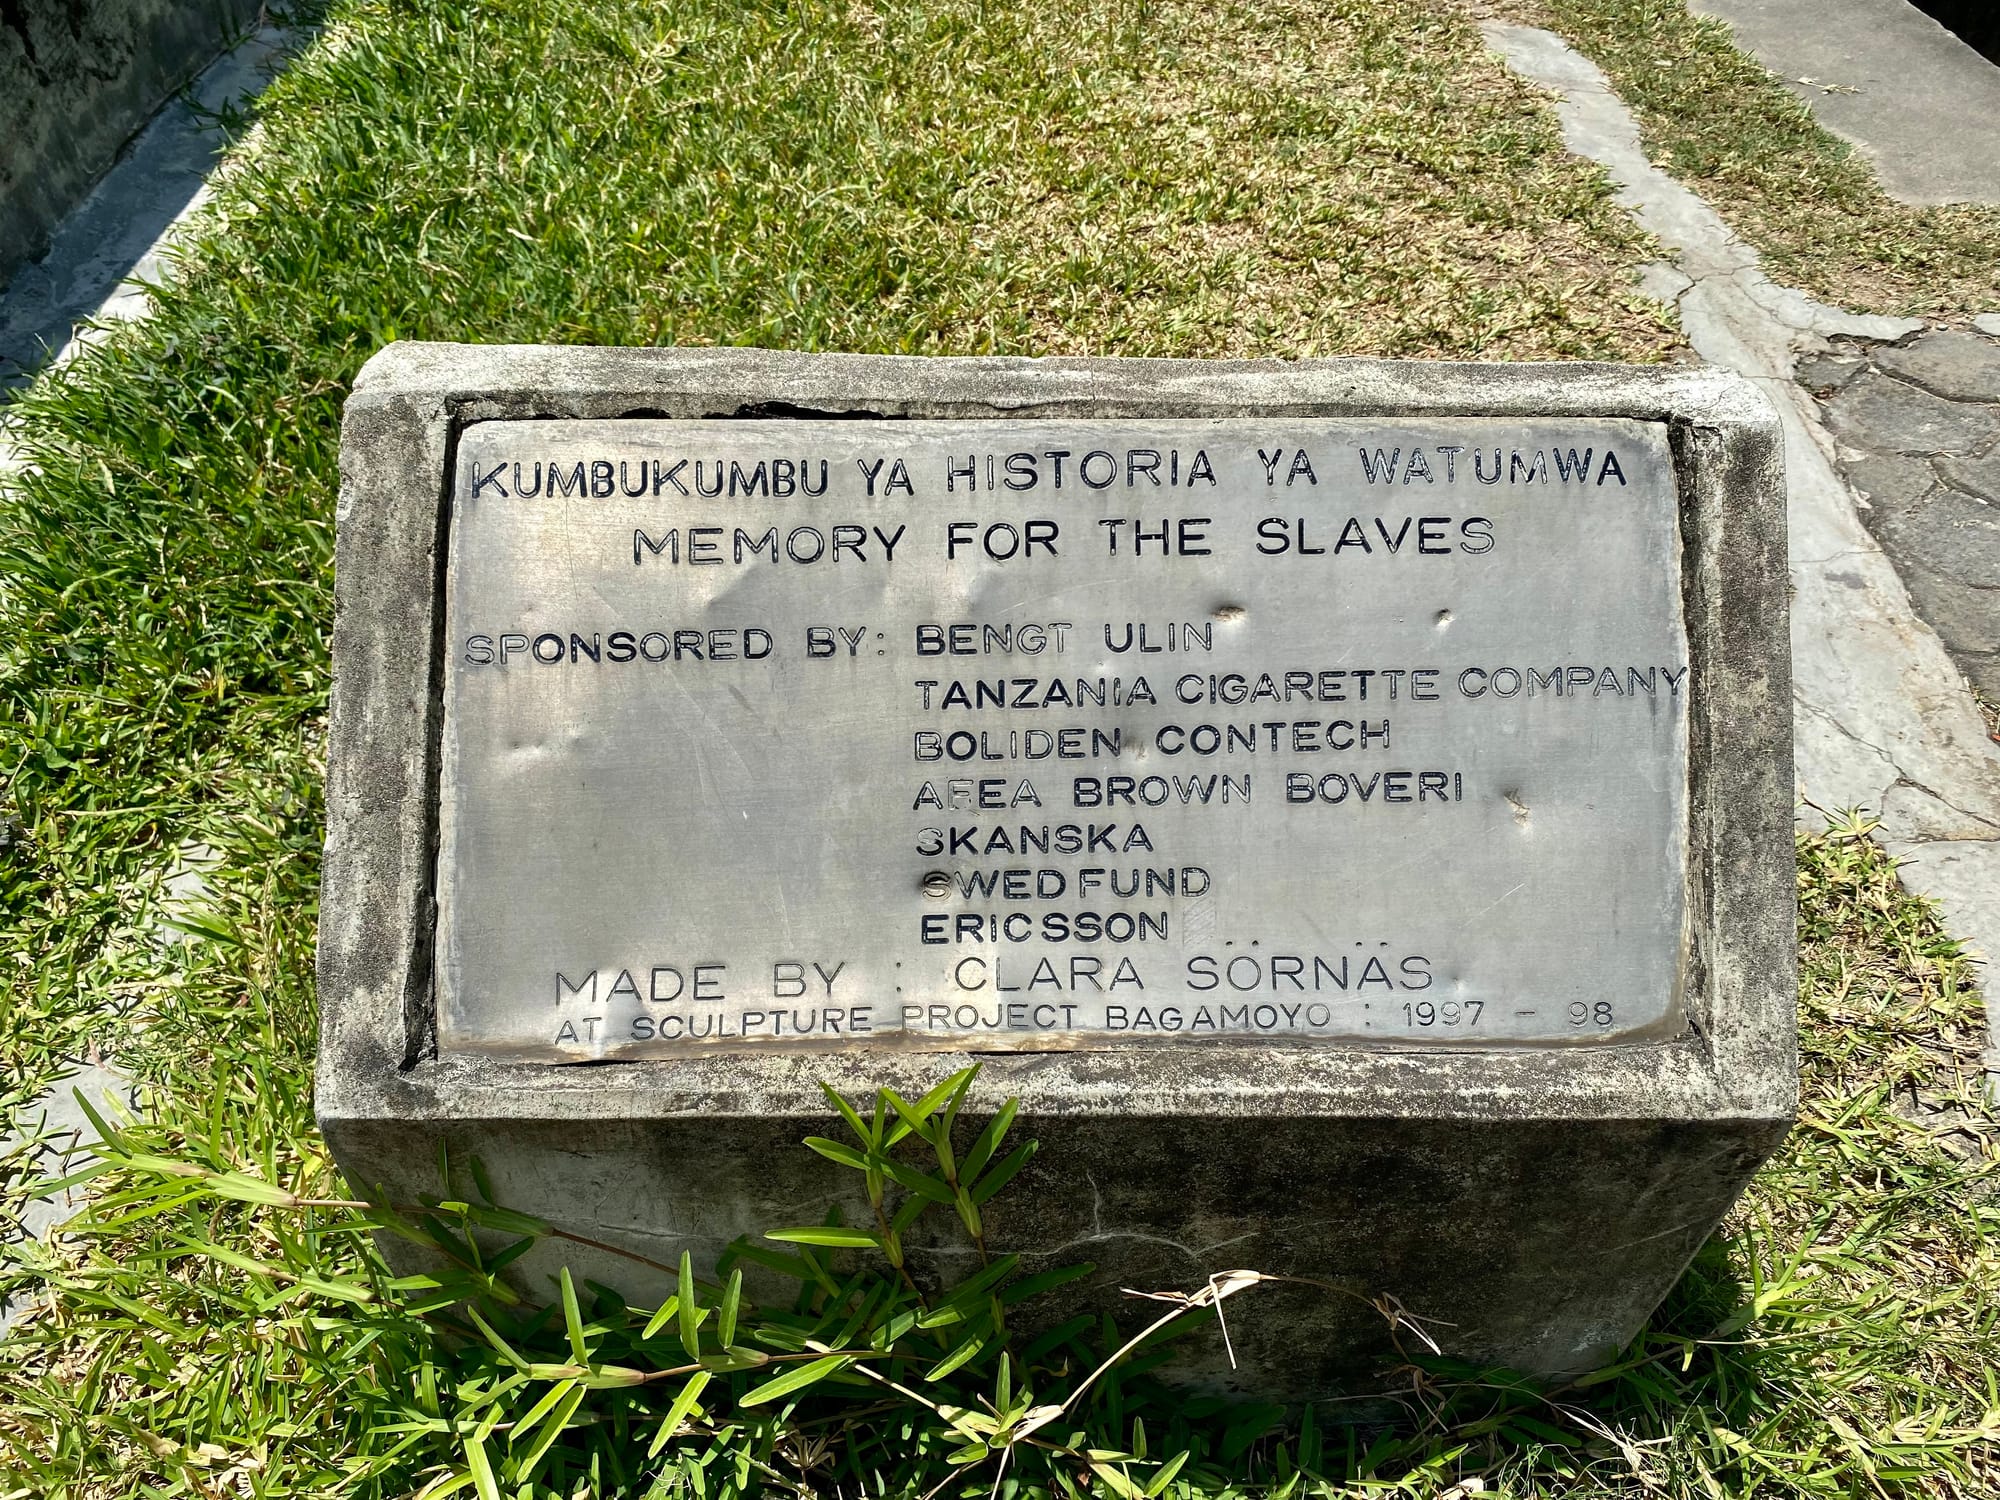 KUMBUKUMBU YA HISTORIA YA WATUMWA
MEMORY FOR THE SLAVES
SPONSORED BY: BENGT ULIN
TANZANIA CIGARETTE COMPANY
BOLIDEN CONTECH
AFEA BROWN BOVERI
SKANSKA
SWEDFUND
ERICSSON
MADE BY : CLARA SÖRNÄS
AT SCULPTURE PROJECT BAGAMOYO : 1997 - 98